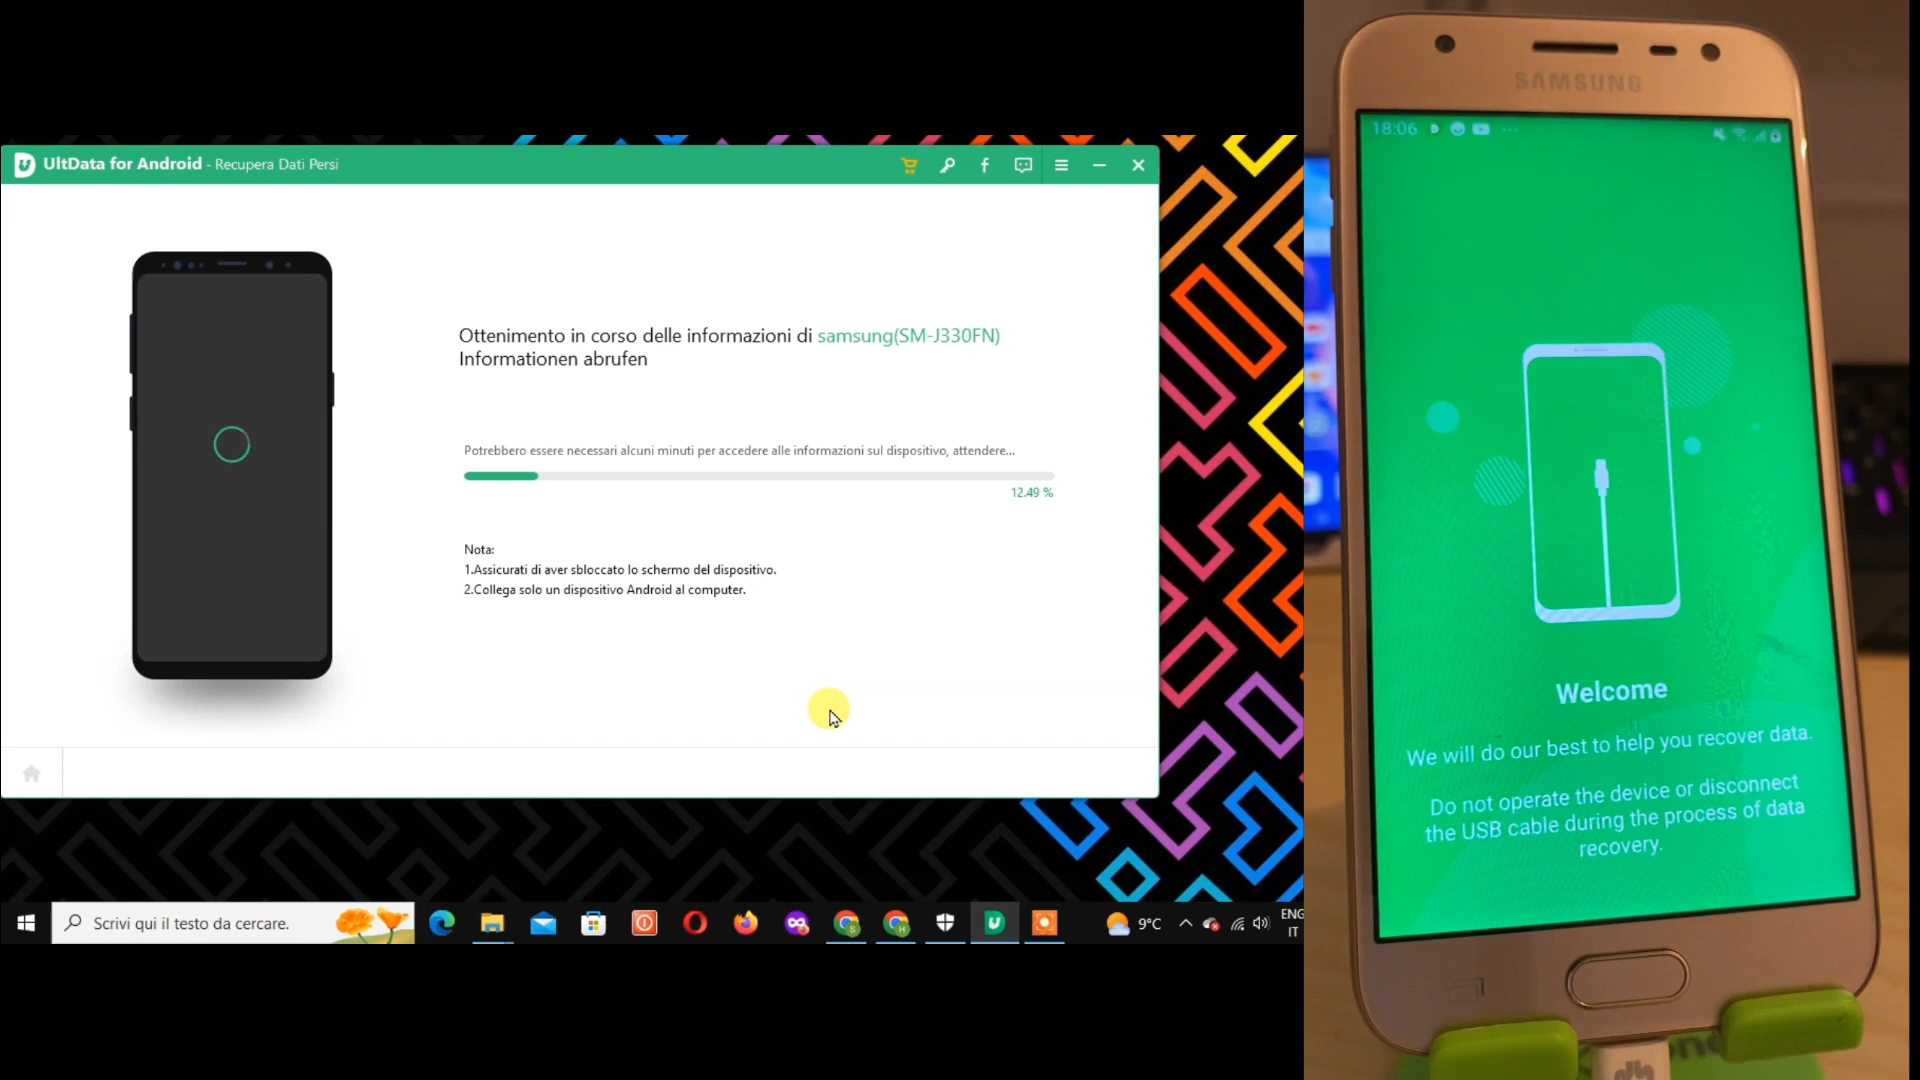 UltData for Android - Recupera Dati Persi
Ottenimento in corso delle informazioni di samsung(SM-J330FN)
Informationen abrufen
Potrebbero essere necessari alcuni minuti per accedere alle informazioni sul dispositivo, attendere...
12.49 %
Nota:
1.Assicurati di aver sbloccato lo schermo del dispositivo.
2.Collega solo un dispositivo Android al computer.
Scrivi qui il testo da cercare.
9°C
ENG
IT
SAMSUNG
18:06
Welcome
We will do our best to help you recover data.
Do not operate the device or disconnect
the USB cable during the process of data
recovery.